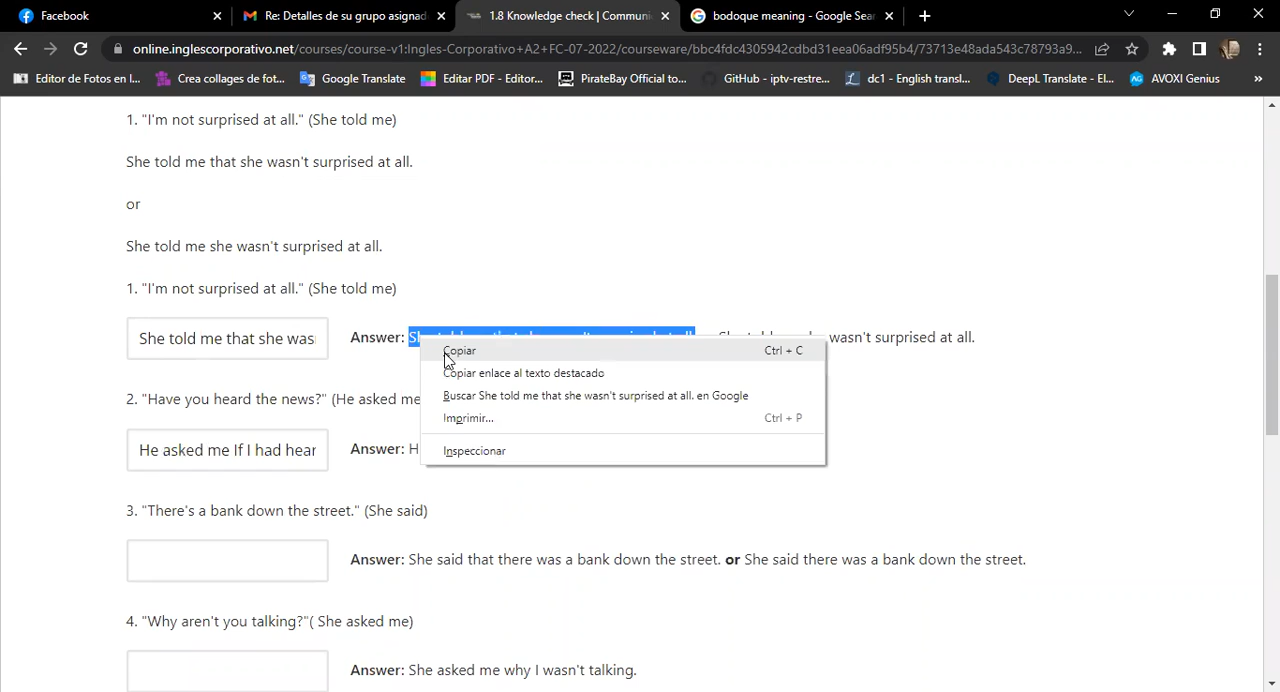 Facebook
Re: Detalles de su grupo asignad
1.8 Knowledge check | Communi
bodoque meaning - Google Sear
online.inglescorporativo.net/courses/course-v1:Ingles-Corporativo+A2+FC-07-2022/courseware/bbc4fdc4305942cdbd31eea06adf95b4/73713e48ada543c78793a9...
Editor de Fotos en l...
Crea collages de fot...
Google Translate
Editar PDF - Editor...
PirateBay Official to...
GitHub - iptv-restre...
dc1 - English transl...
DeepL Translate - El...
AVOXI Genius
»
1. "I'm not surprised at all." (She told me)
She told me that she wasn't surprised at all.
or
She told me she wasn't surprised at all.
1. "I'm not surprised at all." (She told me)
She told me that she was
Answer: wasn't surprised at all.
Copiar Ctrl + C
Copiar enlace al texto destacado
Buscar She told me that she wasn't surprised at all. en Google
Imprimir... Ctrl + P
Inspeccionar
2. "Have you heard the news?" (He asked me
He asked me If I had hear
Answer: H
3. "There's a bank down the street." (She said)
Answer: She said that there was a bank down the street. or She said there was a bank down the street.
4. "Why aren't you talking?"( She asked me)
Answer: She asked me why I wasn't talking.